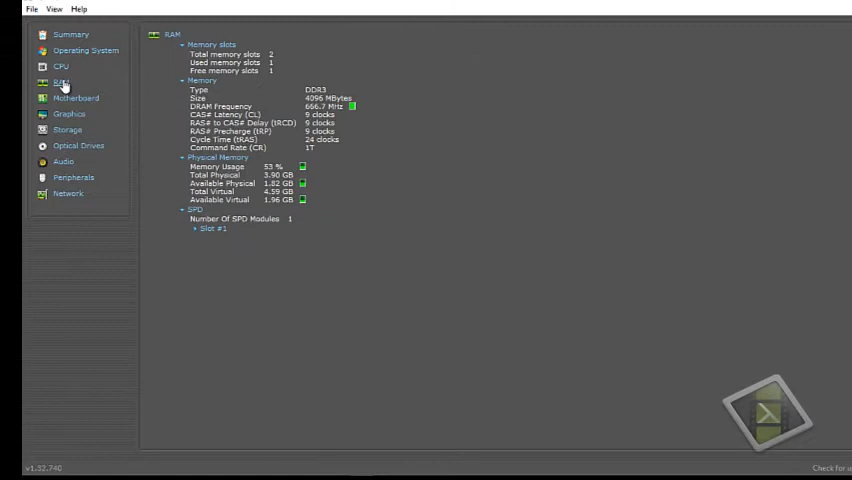 File View Help
Summary
Operating System
CPU
Motherboard
Graphics
Storage
Optical Drives
Audio
Peripherals
Network
RAM
Memory slots
Total memory slots 2
Used memory slots 1
Free memory slots 1
Memory
Type DDR3
Size 4096 MBytes
DRAM Frequency 666.7 MHz
CAS# Latency (CL) 9 clocks
RAS# to CAS# Delay (tRCD) 9 clocks
RAS# Precharge (tRP) 9 clocks
Cycle Time (tRAS) 24 clocks
Command Rate (CR) 1T
Physical Memory
Memory Usage 53 %
Total Physical 3.90 GB
Available Physical 1.82 GB
Total Virtual 4.59 GB
Available Virtual 1.96 GB
SPD
Number Of SPD Modules 1
Slot #1
v1.32.740
Check for u